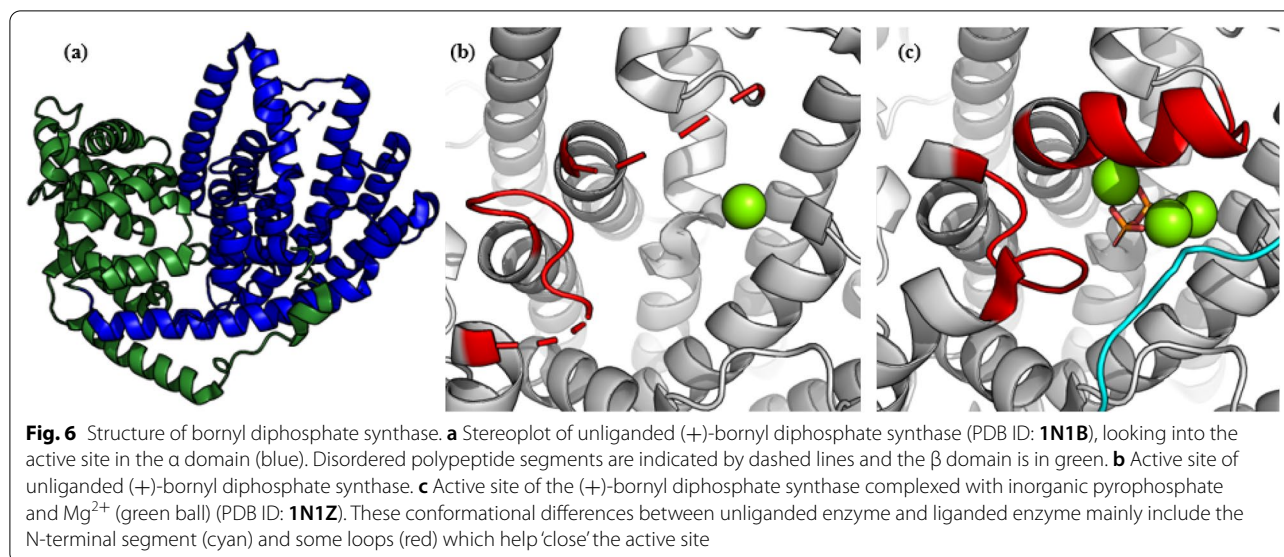 (a)
(b)
(c)
Fig. 6 Structure of bornyl diphosphate synthase. a Stereoplot of unliganded (+)-bornyl diphosphate synthase (PDB ID: 1N1B), looking into the
active site in the α domain (blue). Disordered polypeptide segments are indicated by dashed lines and the β domain is in green. b Active site of
unliganded (+)-bornyl diphosphate synthase. c Active site of the (+)-bornyl diphosphate synthase complexed with inorganic pyrophosphate
and Mg²⁺ (green ball) (PDB ID: 1N1Z). These conformational differences between unliganded enzyme and liganded enzyme mainly include the
N-terminal segment (cyan) and some loops (red) which help ‘close’ the active site